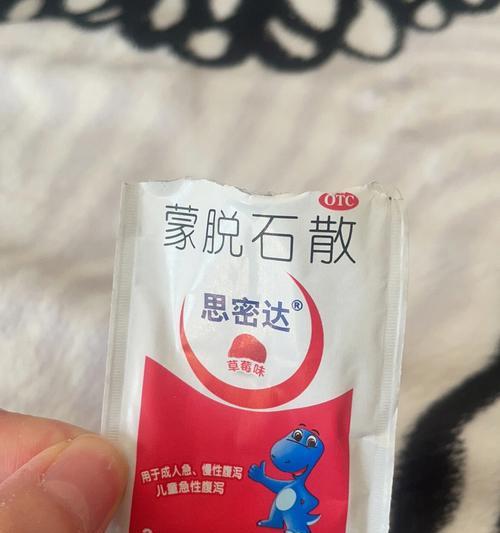 OTC
蒙脱石散
思密达®
草莓味
用于成人急、慢性腹泻
儿童急性腹泻